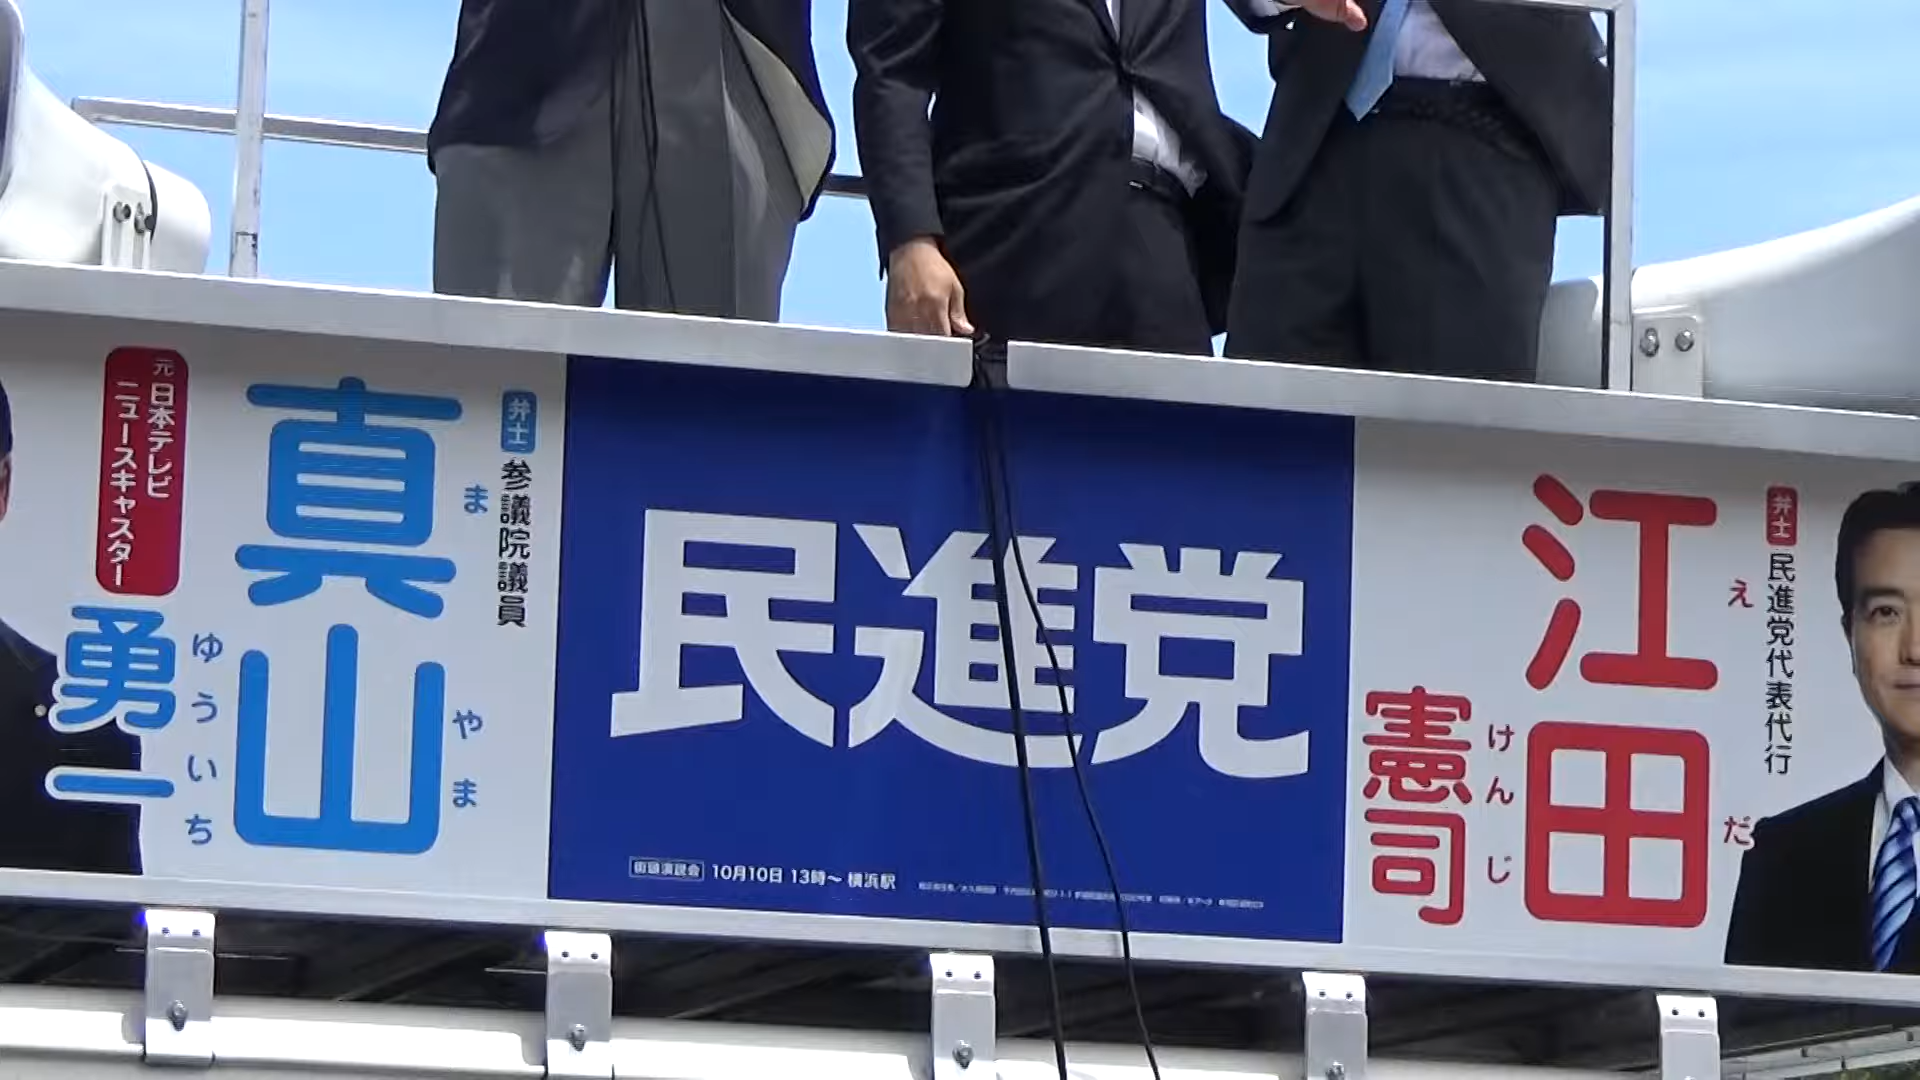 弁士 民進党代表代行
江田
えだ
憲司
けんじ
民進党
街頭演説会 10月10日 13時〜 横浜駅
弁士 参議院議員
真山
まやま
勇一
ゆういち
元日本テレビ
ニュースキャスター